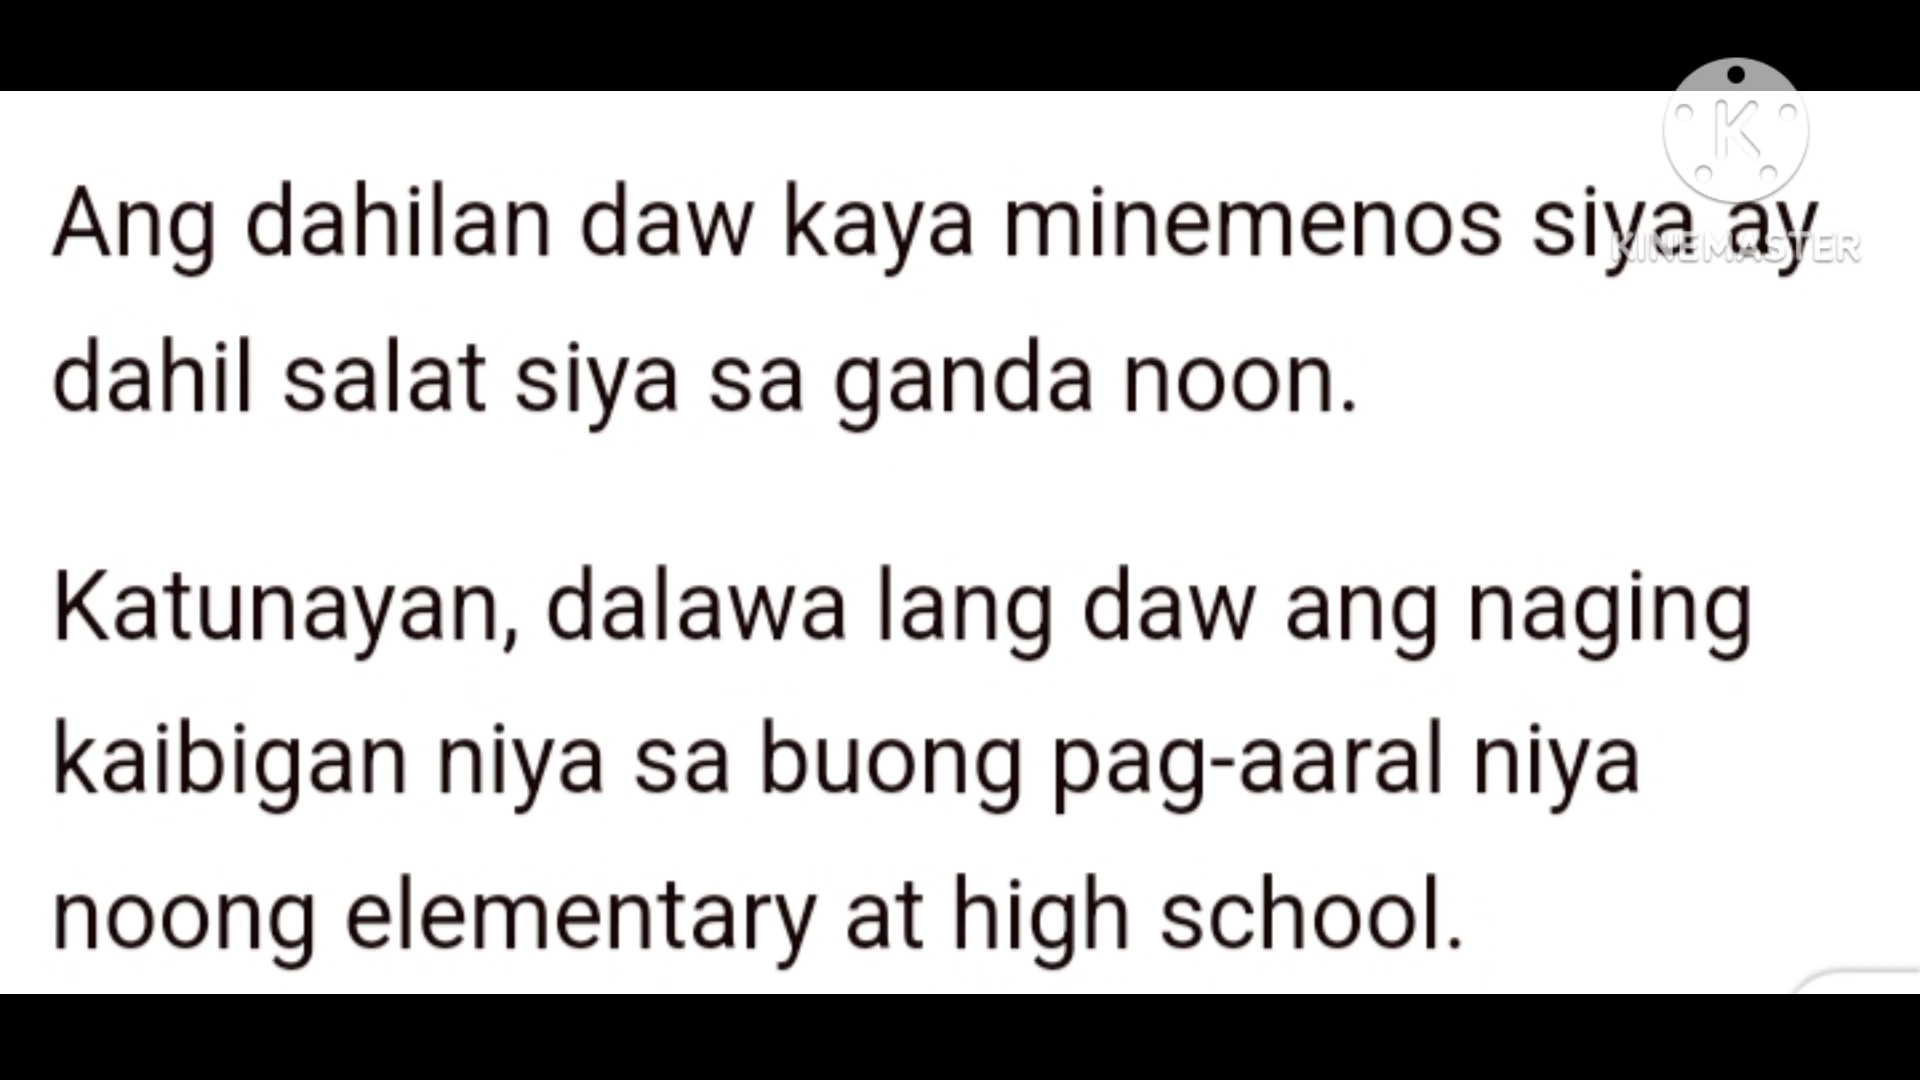 K
KINEMASTER
Ang dahilan daw kaya minemenos siya ay
dahil salat siya sa ganda noon.
Katunayan, dalawa lang daw ang naging
kaibigan niya sa buong pag-aaral niya
noong elementary at high school.